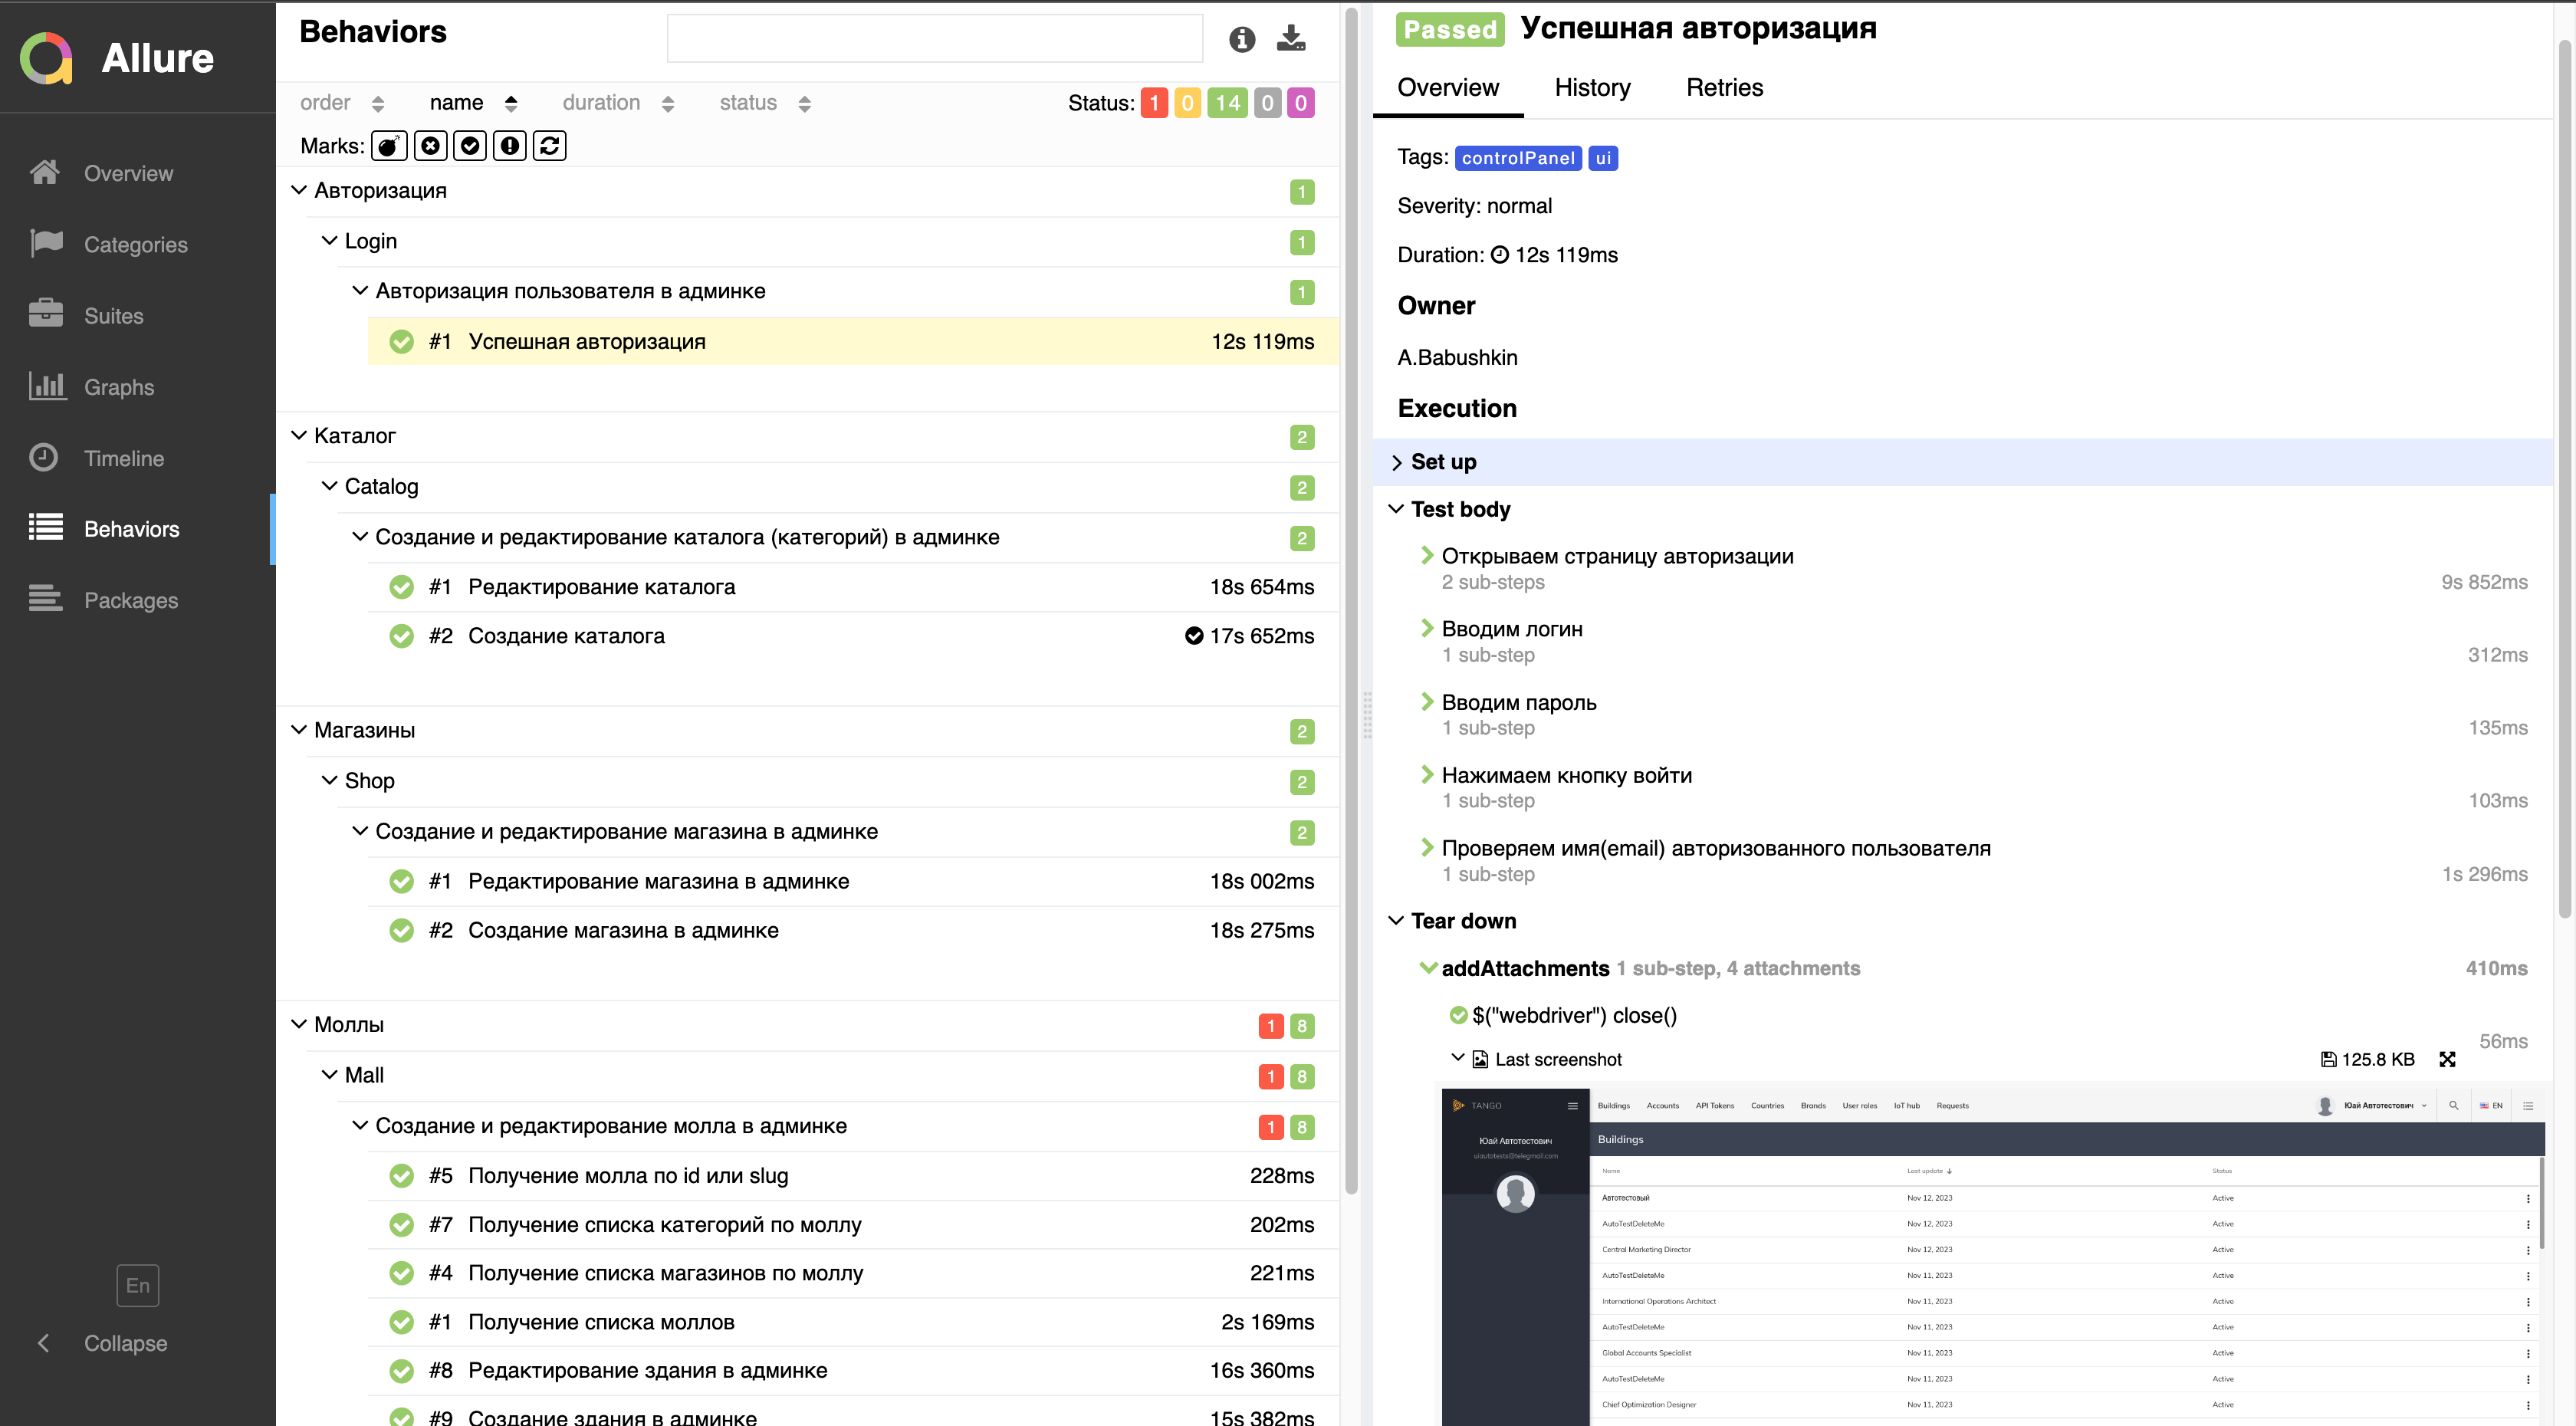 Allure
Overview
Categories
Suites
Graphs
Timeline
Behaviors
Packages
En
Collapse
Behaviors
order name duration status Status: 1 0 14 0 0
Marks:
Авторизация 1
Login 1
Авторизация пользователя в админке 1
#1 Успешная авторизация 12s 119ms
Каталог 2
Catalog 2
Создание и редактирование каталога (категорий) в админке 2
#1 Редактирование каталога 18s 654ms
#2 Создание каталога 17s 652ms
Магазины 2
Shop 2
Создание и редактирование магазина в админке 2
#1 Редактирование магазина в админке 18s 002ms
#2 Создание магазина в админке 18s 275ms
Моллы 1 8
Mall 1 8
Создание и редактирование молла в админке 1 8
#5 Получение молла по id или slug 228ms
#7 Получение списка категорий по моллу 202ms
#4 Получение списка магазинов по моллу 221ms
#1 Получение списка моллов 2s 169ms
#8 Редактирование здания в админке 16s 360ms
#9 Создание здания в админке 15s 382ms
Passed Успешная авторизация
Overview History Retries
Tags: controlPanel ui
Severity: normal
Duration: 12s 119ms
Owner
A.Babushkin
Execution
Set up
Test body
Открываем страницу авторизации
2 sub-steps 9s 852ms
Вводим логин
1 sub-step 312ms
Вводим пароль
1 sub-step 135ms
Нажимаем кнопку войти
1 sub-step 103ms
Проверяем имя(email) авторизованного пользователя
1 sub-step 1s 296ms
Tear down
addAttachments 1 sub-step, 4 attachments 410ms
$("webdriver") close()
56ms
Last screenshot 125.8 KB
TANGO Buildings Accounts API Tokens Countries Brands User roles IoT hub Requests Юай Автотестович EN
Юай Автотестович
uiautotests@telegmail.com
Buildings
Name Last update Status
Автотестовый Nov 12, 2023 Active
AutoTestDeleteMe Nov 12, 2023 Active
Central Marketing Director Nov 12, 2023 Active
AutoTestDeleteMe Nov 11, 2023 Active
International Operations Architect Nov 11, 2023 Active
AutoTestDeleteMe Nov 11, 2023 Active
Global Accounts Specialist Nov 11, 2023 Active
AutoTestDeleteMe Nov 11, 2023 Active
Chief Optimization Designer Nov 11, 2023 Active